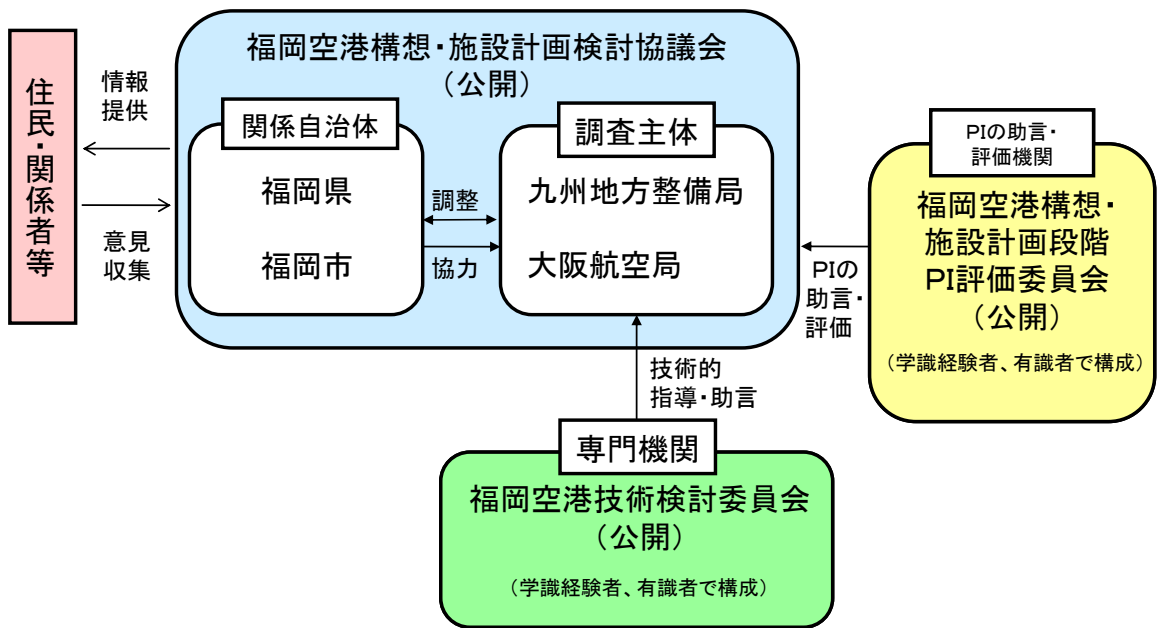 福岡空港構想・施設計画検討協議会
（公開）
住民・関係者等
情報
提供
意見
収集
関係自治体
福岡県
福岡市
調整
協力
調査主体
九州地方整備局
大阪航空局
PIの
助言・
評価
PIの助言・
評価機関
福岡空港構想・
施設計画段階
PI評価委員会
（公開）
（学識経験者、有識者で構成）
技術的
指導・助言
専門機関
福岡空港技術検討委員会
（公開）
（学識経験者、有識者で構成）